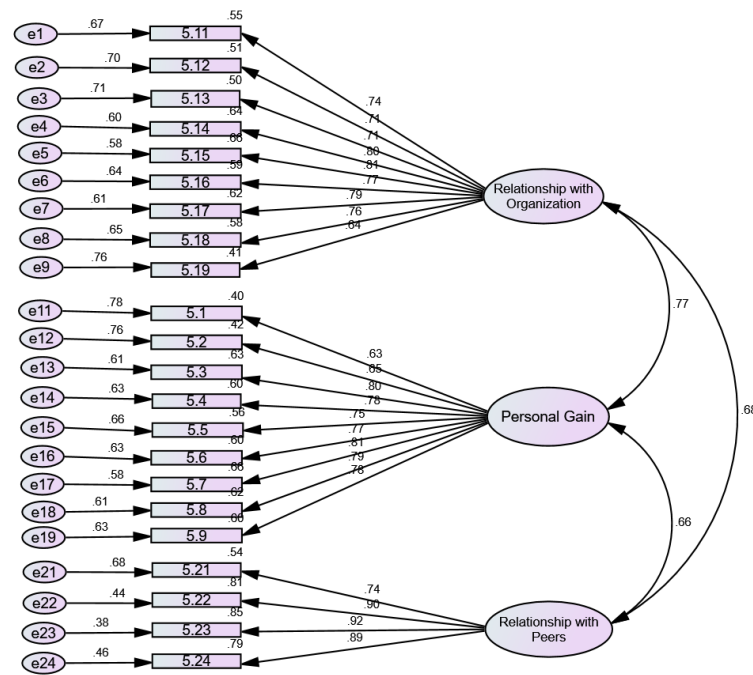 .55
e1 .67 5.11
.51
e2 .70 5.12
.50
e3 .71 5.13 .74
.64 .71
e4 .60 5.14 .71
.66 .80
e5 .58 5.15 .81
.59 .77
e6 .64 5.16 Relationship with
.62 .79 Organization
e7 .61 5.17 .76
.58 .64
e8 .65 5.18
.41
e9 .76 5.19
.77
.40
e11 .78 5.1
.42
e12 .76 5.2
.63 .63
e13 .61 5.3 .65
.60 .80
e14 .63 5.4 .78
.56 .75 Personal Gain .68
e15 .66 5.5 .77
.60 .81
e16 .63 5.6 .79
.66 .78
e17 .58 5.7
.62
e18 .61 5.8
.60 .66
e19 .63 5.9
.54
e21 .68 5.21
.81 .74
e22 .44 5.22 .90
.85 .92 Relationship with
e23 .38 5.23 .89 Peers
.79
e24 .46 5.24